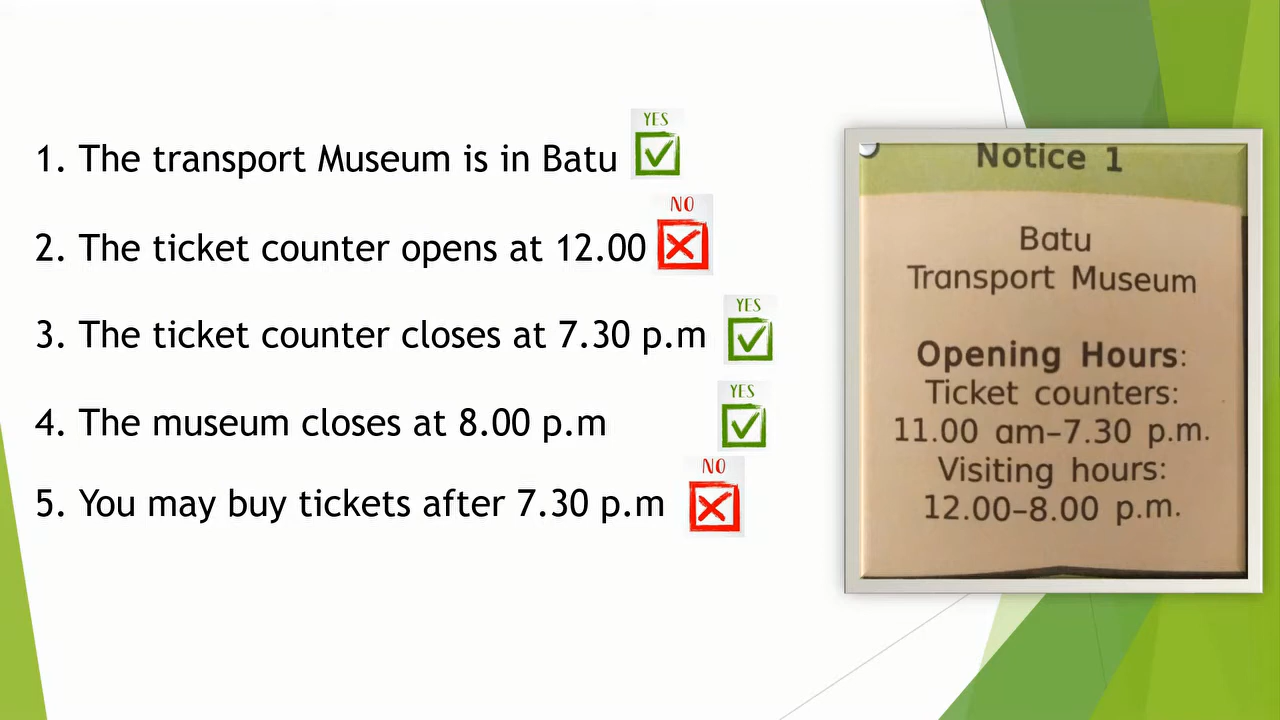 1. The transport Museum is in Batu
YES
2. The ticket counter opens at 12.00
NO
3. The ticket counter closes at 7.30 p.m
YES
4. The museum closes at 8.00 p.m
YES
5. You may buy tickets after 7.30 p.m
NO
Notice 1
Batu
Transport Museum
Opening Hours:
Ticket counters:
11.00 am–7.30 p.m.
Visiting hours:
12.00–8.00 p.m.